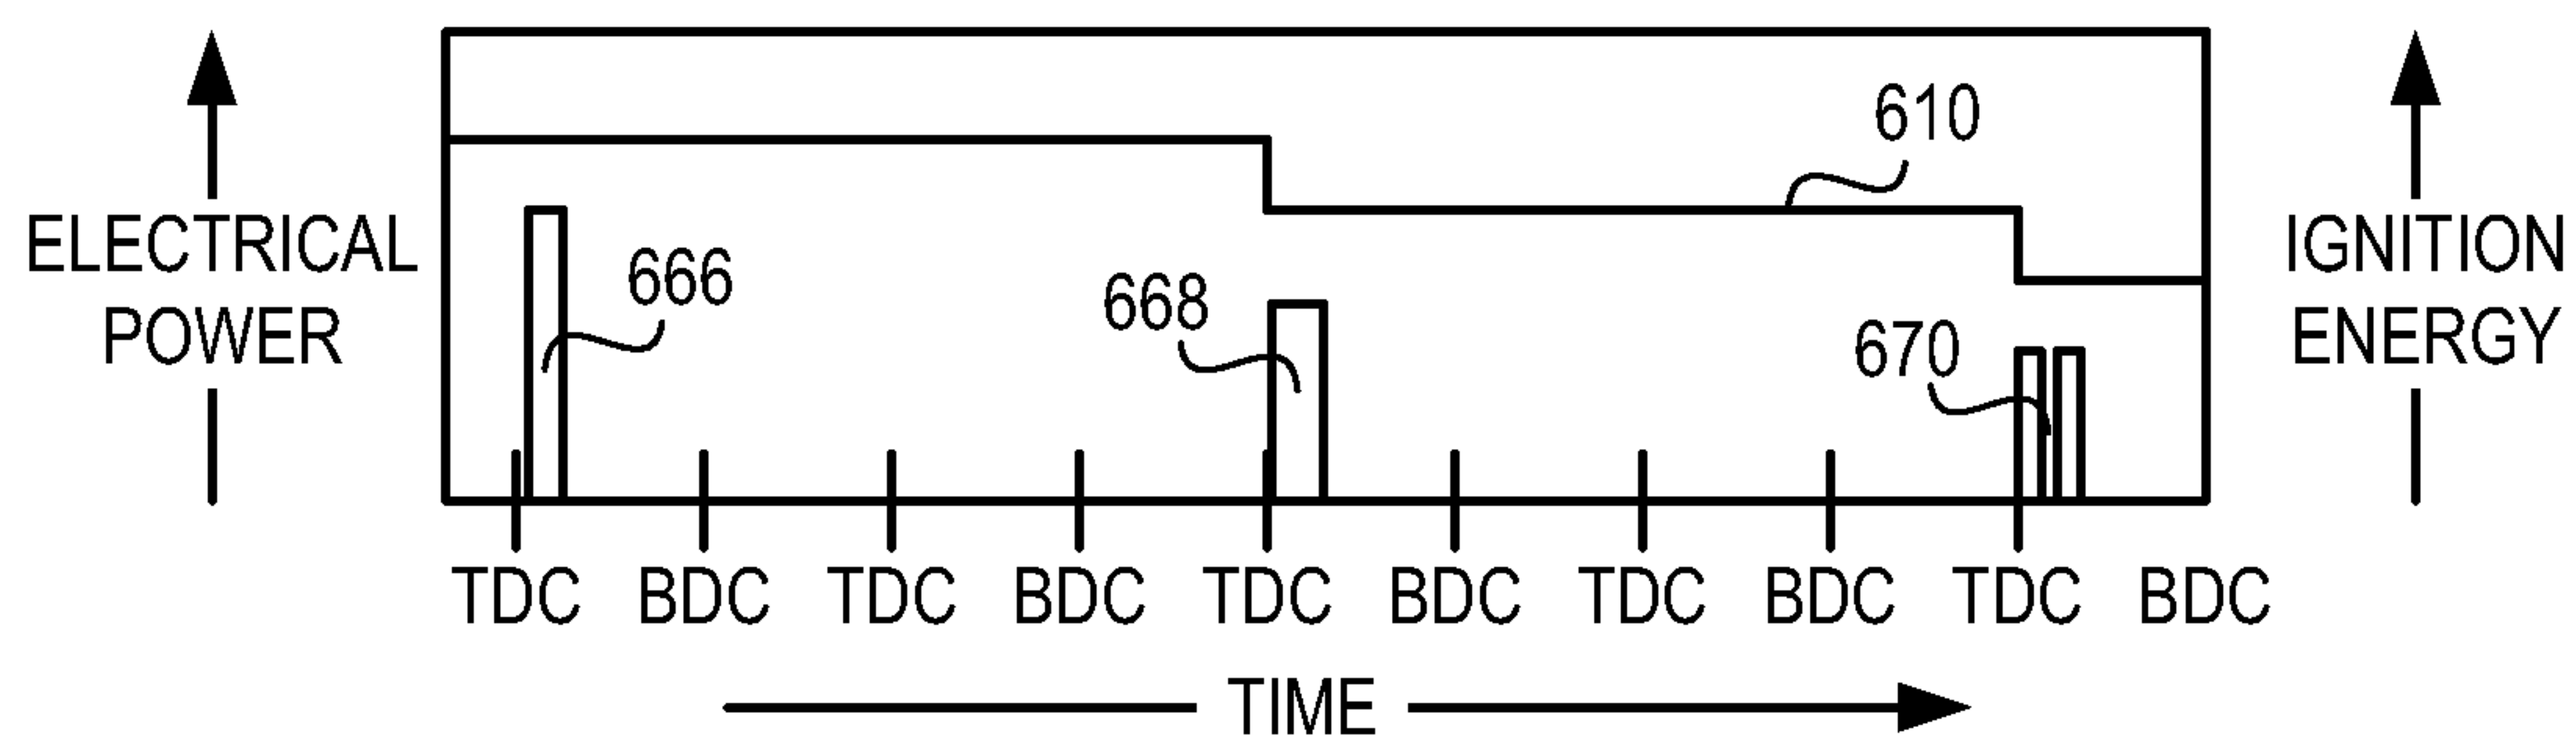 610
ELECTRICAL
POWER
666
668
670
IGNITION
ENERGY
TDC BDC TDC BDC TDC BDC TDC BDC TDC BDC
TIME